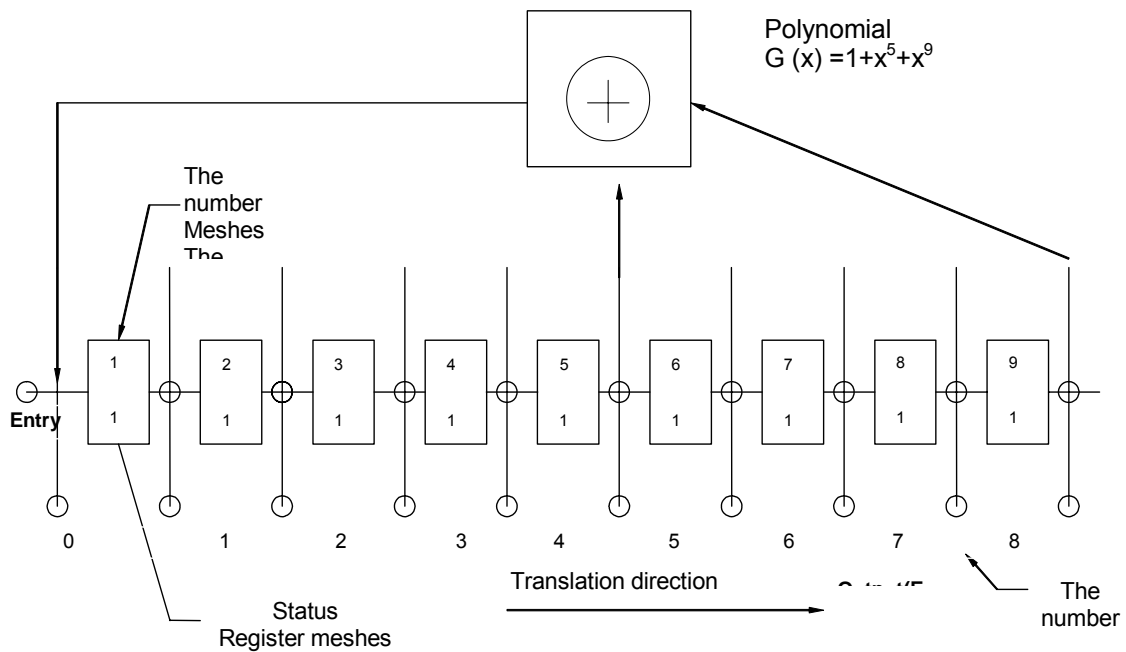 Polynomial
G (x) =1+x⁵+x⁹
The
number
Meshes
The
1 2 3 4 5 6 7 8 9
Entry
1 1 1 1 1 1 1 1 1
0 1 2 3 4 5 6 7 8
Translation direction
The
number
Status
Register meshes